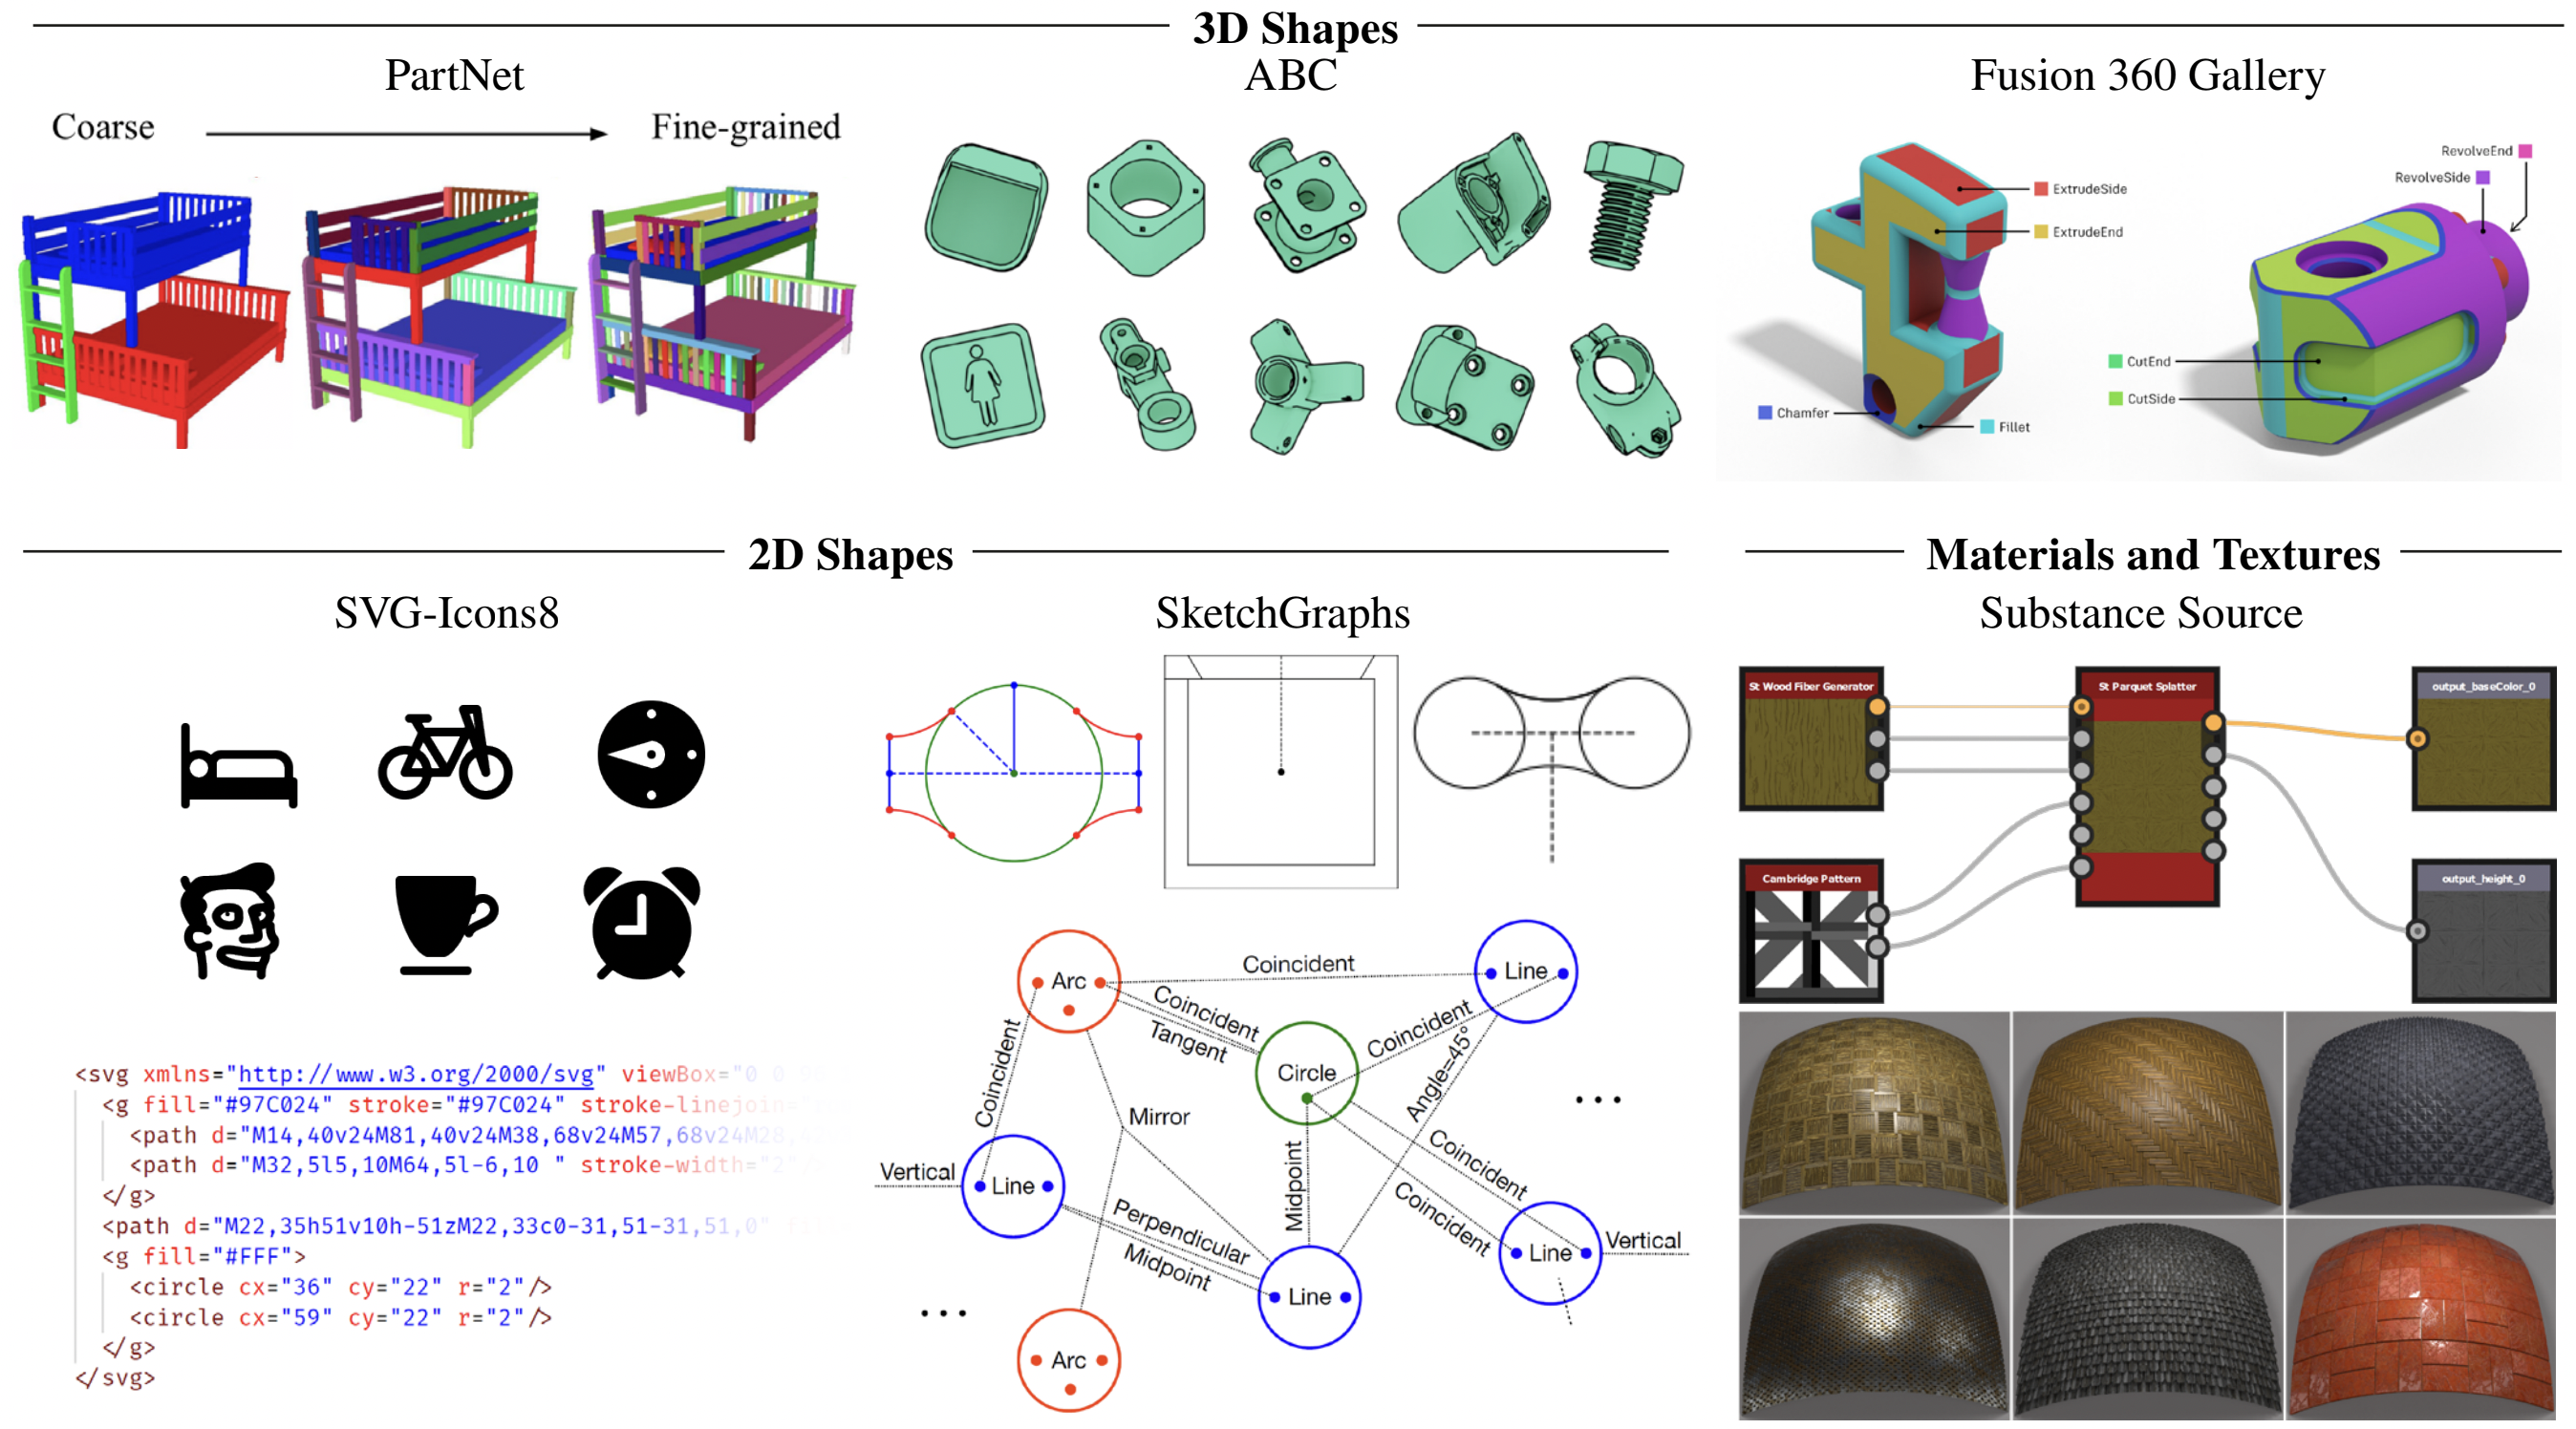 3D Shapes
PartNet
Coarse
Fine-grained
ABC
Fusion 360 Gallery
ExtrudeSide
ExtrudeEnd
Chamfer
Fillet
RevolveEnd
RevolveSide
CutEnd
CutSide
2D Shapes
SVG-Icons8
<svg xmlns="http://www.w3.org/2000/svg" viewBox="0 0
<g fill="#97C024" stroke="#97C024" stroke-linejoin=
<path d="M14,40v24M81,40v24M38,68v24M57,68v24M28,
<path d="M32,5l5,10M64,5l-6,10 " stroke-width="2"/>
</g>
<path d="M22,35h51v10h-51zM22,33c0-31,51-31,51,0"
<g fill="#FFF">
<circle cx="36" cy="22" r="2"/>
<circle cx="59" cy="22" r="2"/>
</g>
</svg>
SketchGraphs
Arc
Coincident
Line
Coincident
Tangent
Coincident
Circle
Coincident
Angle=45°
Mirror
Vertical
Line
Perpendicular
Midpoint
Midpoint
Coincident
Coincident
Line
Vertical
Line
Arc
...
...
Materials and Textures
Substance Source
St Wood Fiber Generator
St Parquet Splatter
output_baseColor_0
Cambridge Pattern
output_height_0